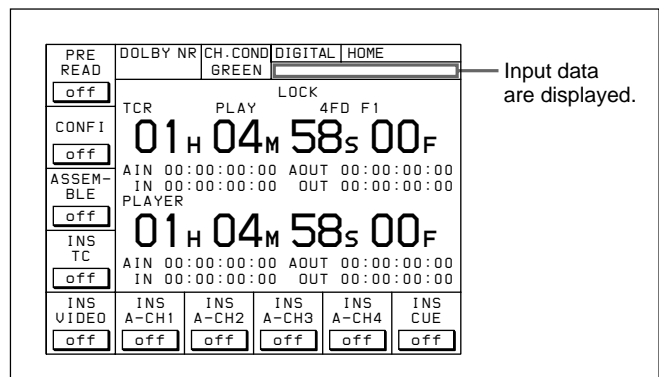 PRE READ
off
DOLBY NR
CH.COND
DIGITAL
HOME
GREEN
Input data
are displayed.
LOCK
TCR PLAY 4FD F1
01H 04M 58S 00F
AIN 00:00:00:00 AOUT 00:00:00:00
IN 00:00:00:00 OUT 00:00:00:00
PLAYER
01H 04M 58S 00F
AIN 00:00:00:00 AOUT 00:00:00:00
IN 00:00:00:00 OUT 00:00:00:00
CONFI
off
ASSEM-
BLE
off
INS
TC
off
INS
VIDEO
off
INS
A-CH1
off
INS
A-CH2
off
INS
A-CH3
off
INS
A-CH4
off
INS
CUE
off